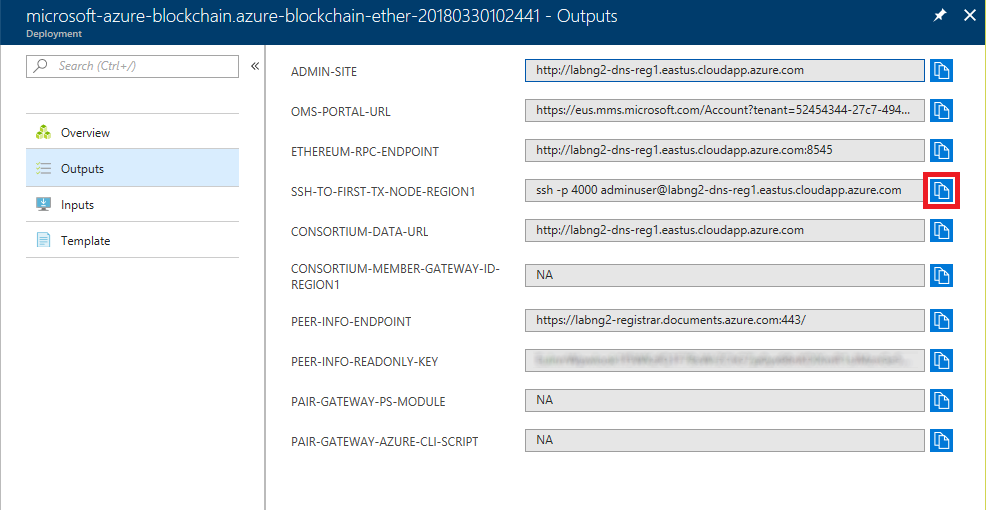 microsoft-azure-blockchain.azure-blockchain-ether-20180330102441 - Outputs
Deployment
Search (Ctrl+/)
Overview
Outputs
Inputs
Template
ADMIN-SITE
http://labng2-dns-reg1.eastus.cloudapp.azure.com
OMS-PORTAL-URL
https://eus.mms.microsoft.com/Account?tenant=52454344-27c7-494...
ETHEREUM-RPC-ENDPOINT
http://labng2-dns-reg1.eastus.cloudapp.azure.com:8545
SSH-TO-FIRST-TX-NODE-REGION1
ssh -p 4000 adminuser@labng2-dns-reg1.eastus.cloudapp.azure.com
CONSORTIUM-DATA-URL
http://labng2-dns-reg1.eastus.cloudapp.azure.com
CONSORTIUM-MEMBER-GATEWAY-ID-
REGION1
NA
PEER-INFO-ENDPOINT
https://labng2-registrar.documents.azure.com:443/
PEER-INFO-READONLY-KEY
PAIR-GATEWAY-PS-MODULE
NA
PAIR-GATEWAY-AZURE-CLI-SCRIPT
NA